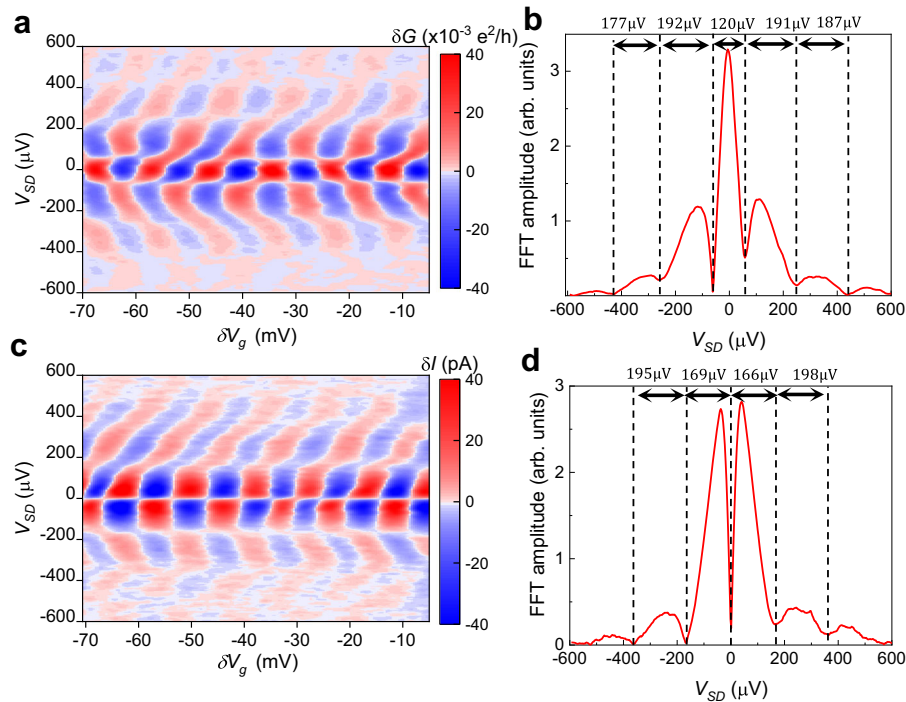 a
δG (x10⁻³ e²/h)
V_SD (μV)
600
400
200
0
-200
-400
-600
-70 -60 -50 -40 -30 -20 -10
δV_g (mV)
40
20
0
-20
-40
b
177μV 192μV 120μV 191μV 187μV
FFT amplitude (arb. units)
3
2
1
-600 -400 -200 0 200 400 600
V_SD (μV)
c
δI (pA)
V_SD (μV)
600
400
200
0
-200
-400
-600
-70 -60 -50 -40 -30 -20 -10
δV_g (mV)
40
20
0
-20
-40
d
195μV 169μV 166μV 198μV
FFT amplitude (arb. units)
3
2
1
0
-600 -400 -200 0 200 400 600
V_SD (μV)